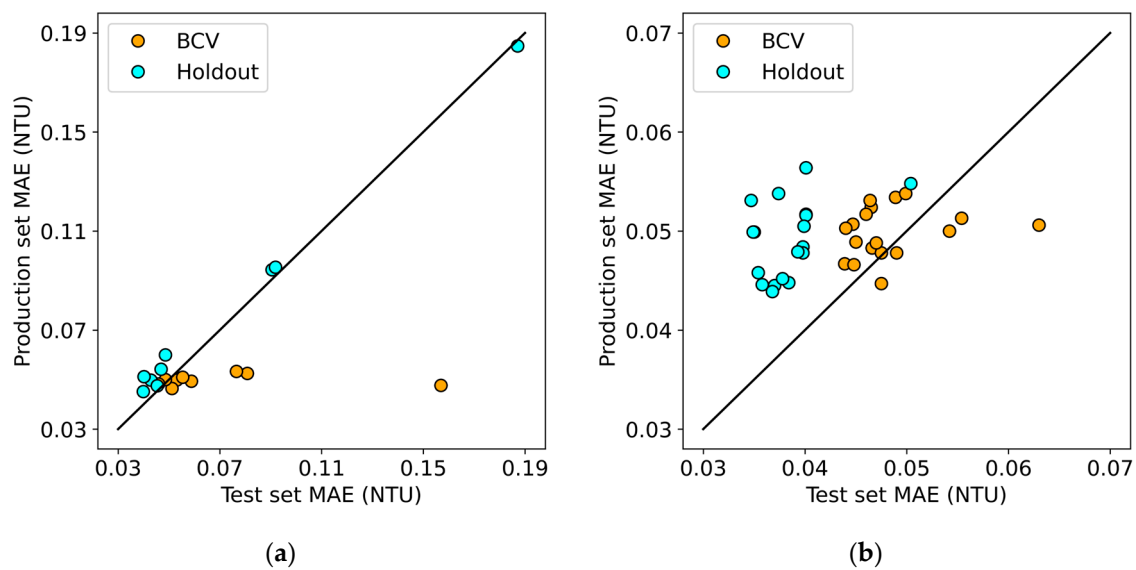 BCV
Holdout
0.19
0.15
0.11
0.07
0.03
Production set MAE (NTU)
0.03 0.07 0.11 0.15 0.19
Test set MAE (NTU)
(a)
BCV
Holdout
0.07
0.06
0.05
0.04
0.03
Production set MAE (NTU)
0.03 0.04 0.05 0.06 0.07
Test set MAE (NTU)
(b)